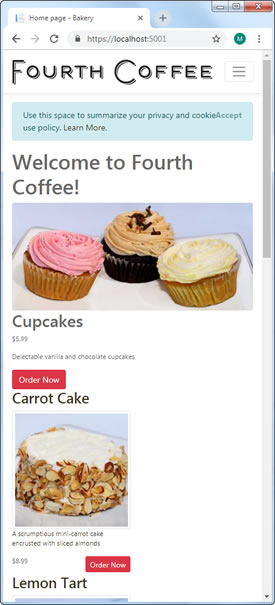 Home page - Bakery
https://localhost:5001
M
FOURTH COFFEE
Use this space to summarize your privacy and cookie Accept
use policy. Learn More.
Welcome to Fourth
Coffee!
Cupcakes
$5.99
Delectable vanilla and chocolate cupcakes
Order Now
Carrot Cake
A scrumptious mini-carrot cake
encrusted with sliced almonds
$8.99 Order Now
Lemon Tart